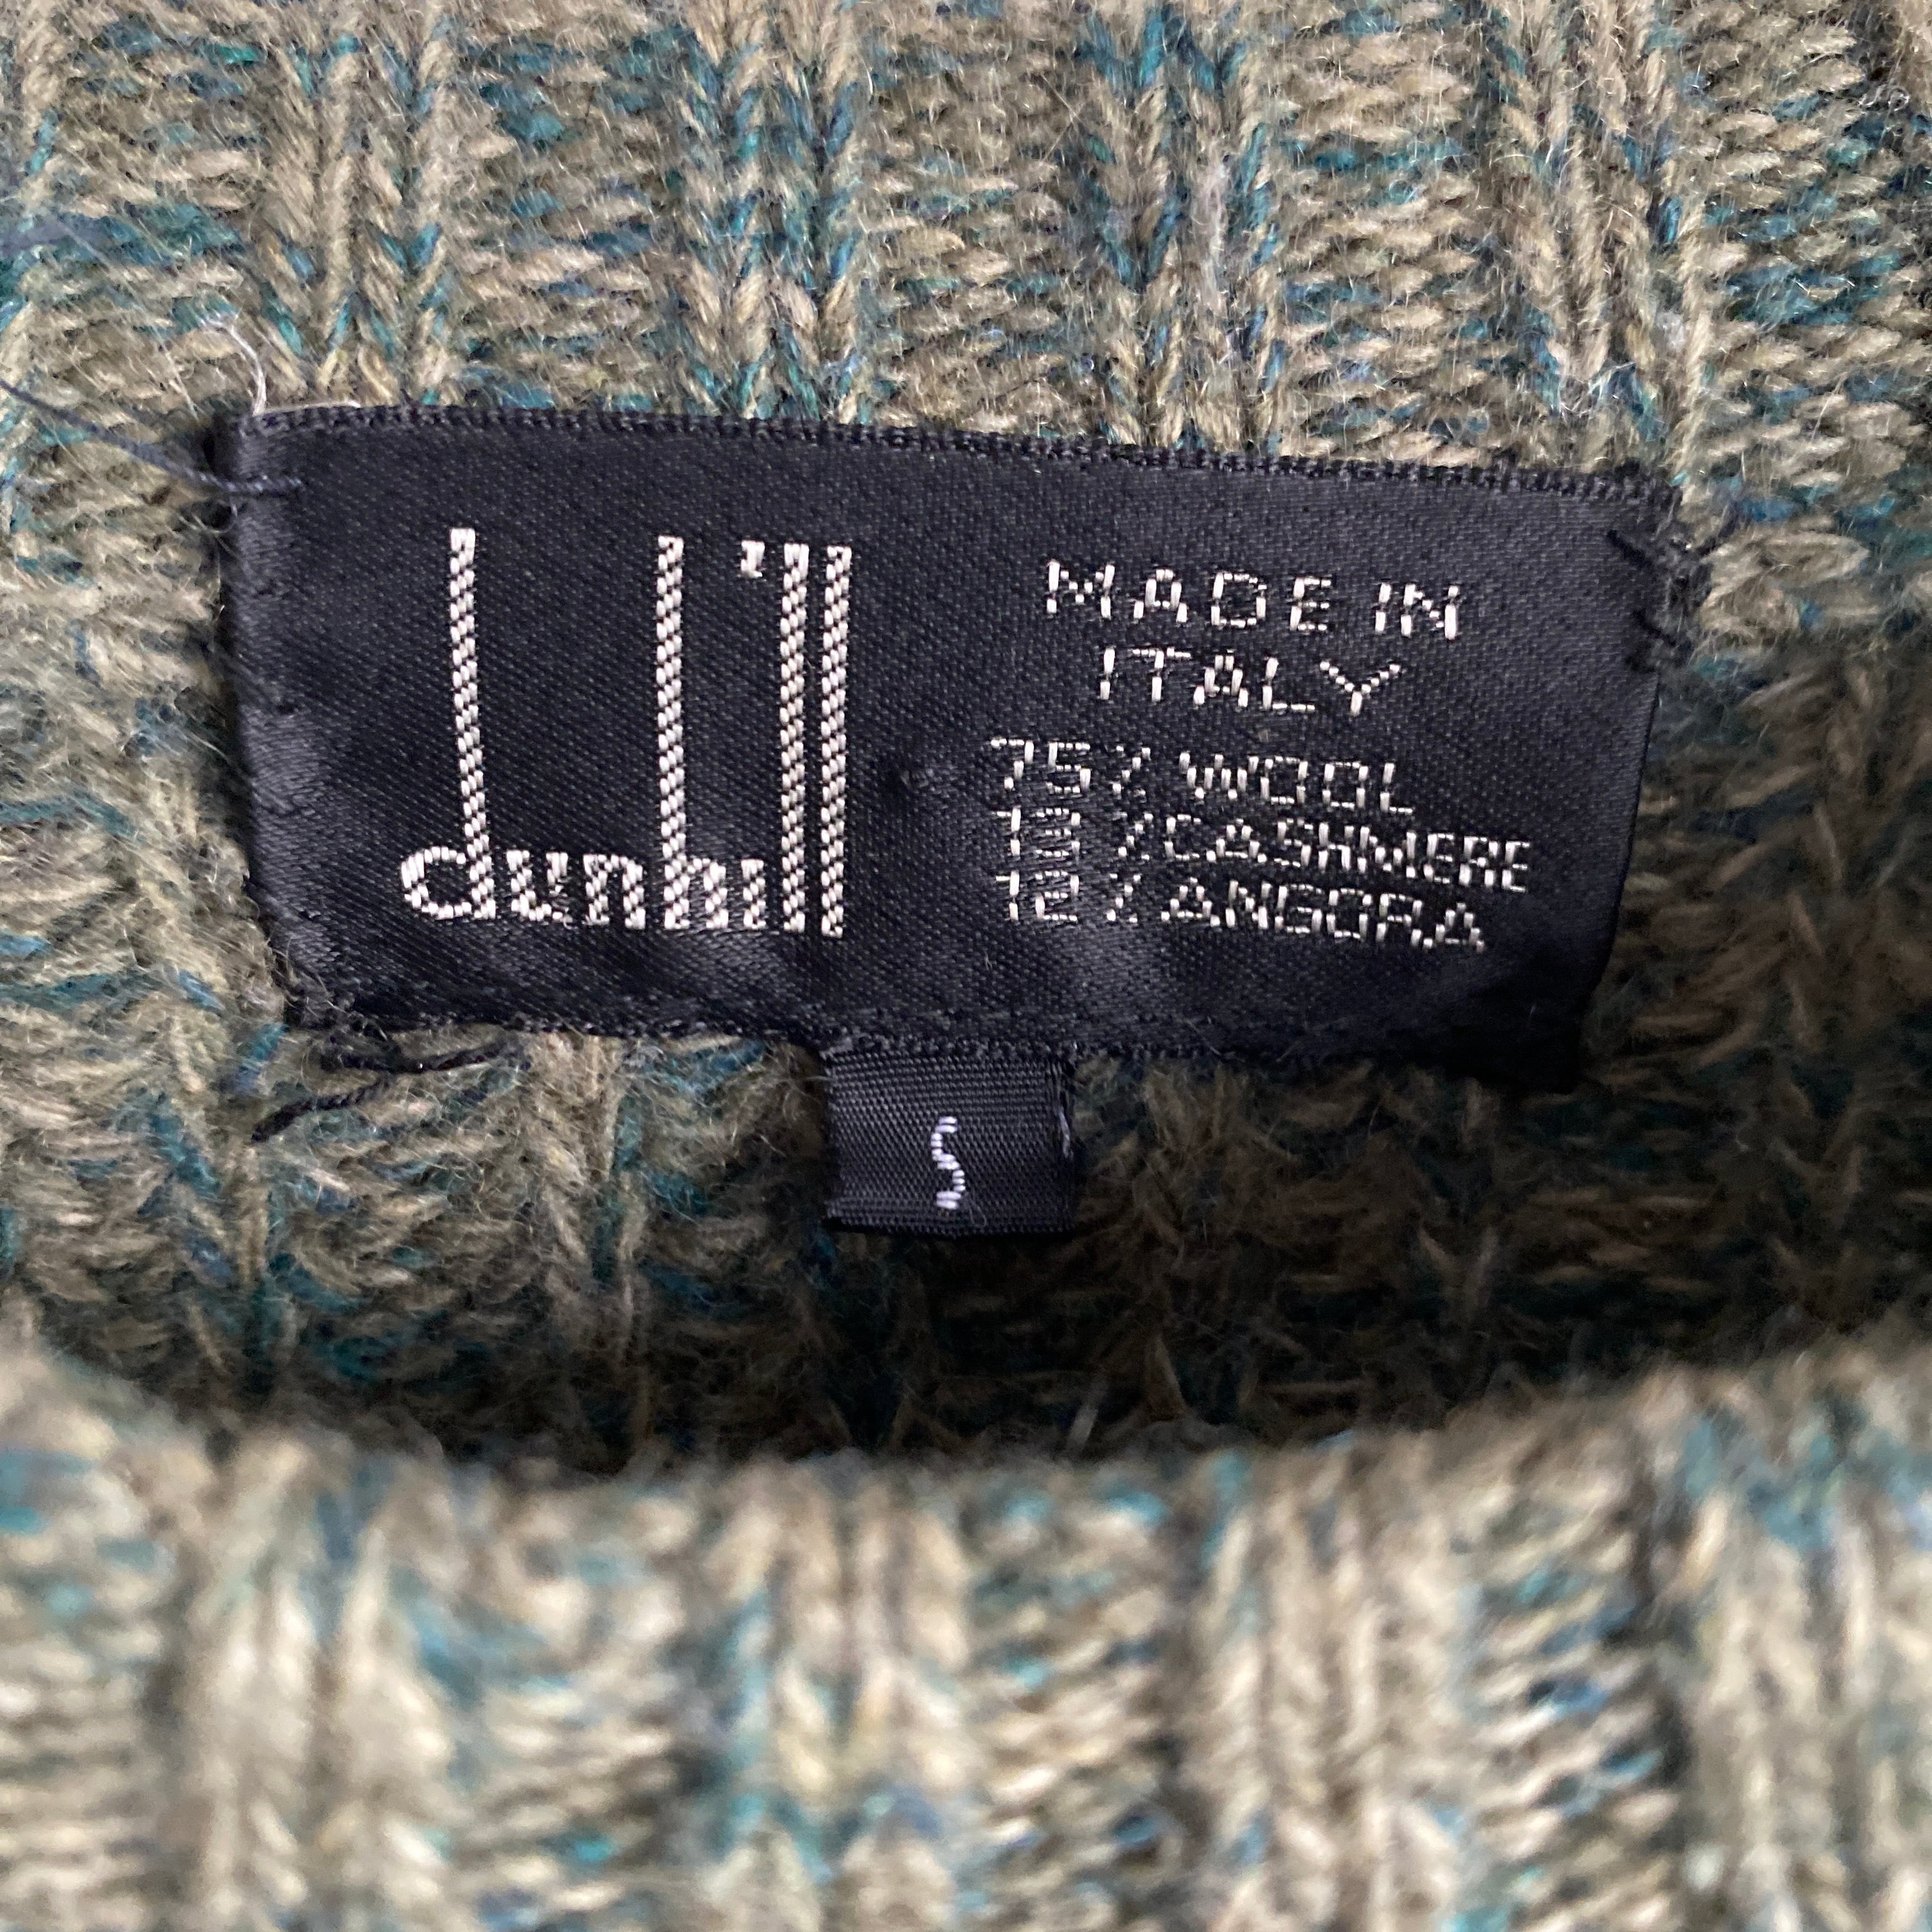 dunhill
MADE IN
ITALY
75% WOOL
13% CASHMERE
12% ANGORA
S